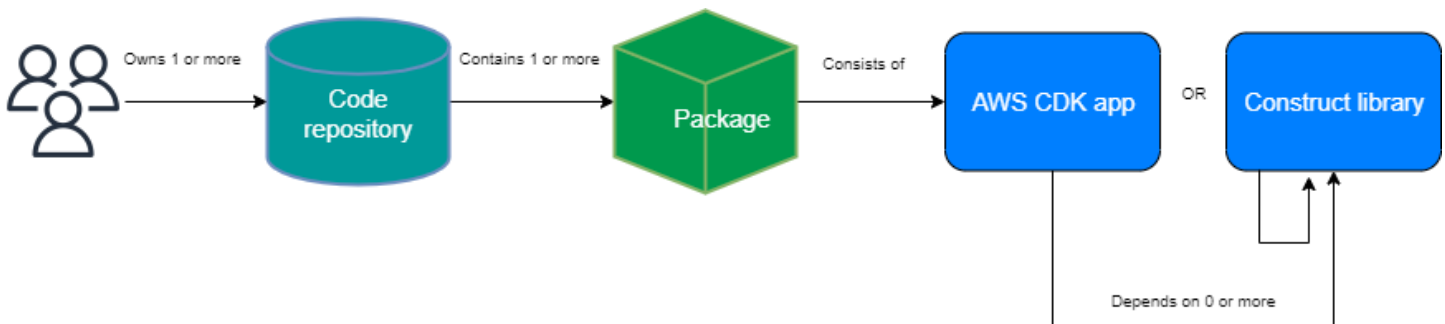 Owns 1 or more
Code
repository
Contains 1 or more
Package
Consists of
AWS CDK app
OR
Construct library
Depends on 0 or more